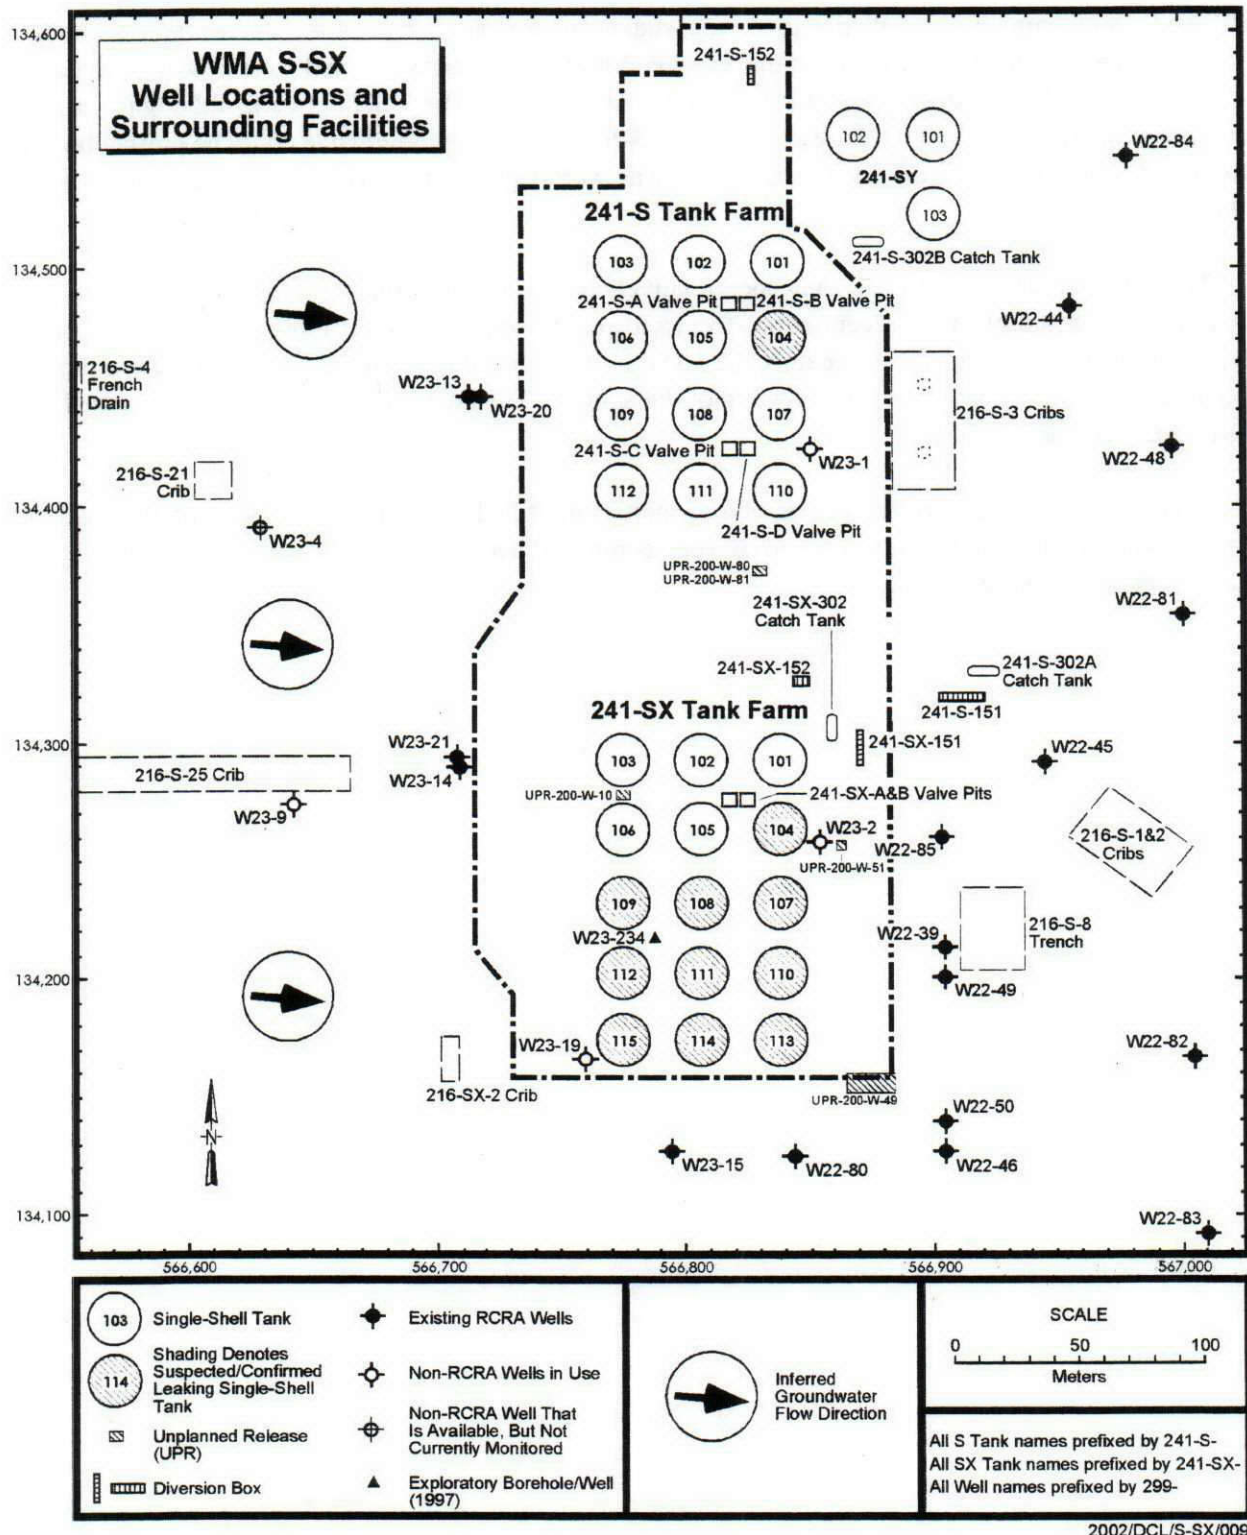 WMA S-SX
Well Locations and
Surrounding Facilities
134,600
134,500
134,400
134,300
134,200
134,100
566,600
566,700
566,800
566,900
567,000
241-S-152
102
101
241-SY
103
W22-84
241-S Tank Farm
241-S-302B Catch Tank
103
102
101
241-S-A Valve Pit
241-S-B Valve Pit
W22-44
106
105
104
216-S-4
French
Drain
W23-13
W23-20
109
108
107
216-S-3 Cribs
241-S-C Valve Pit
W23-1
W22-48
216-S-21
Crib
112
111
110
241-S-D Valve Pit
W23-4
UPR-200-W-80
UPR-200-W-81
241-SX-302
Catch Tank
W22-81
241-SX-152
241-S-302A
Catch Tank
241-SX Tank Farm
241-S-151
W23-21
241-SX-151
W22-45
103
102
101
216-S-25 Crib
W23-14
UPR-200-W-10
241-SX-A&B Valve Pits
W23-9
106
105
104
W23-2
W22-85
216-S-1&2
Cribs
UPR-200-W-51
109
108
107
W23-234
W22-39
216-S-8
Trench
112
111
110
W22-49
W23-19
115
114
113
W22-82
216-SX-2 Crib
UPR-200-W-49
N
W22-50
W23-15
W22-80
W22-46
W22-83
103
Single-Shell Tank
114
Shading Denotes
Suspected/Confirmed
Leaking Single-Shell
Tank
Unplanned Release
(UPR)
Diversion Box
Existing RCRA Wells
Non-RCRA Wells in Use
Non-RCRA Well That
Is Available, But Not
Currently Monitored
Exploratory Borehole/Well
(1997)
Inferred
Groundwater
Flow Direction
SCALE
0 50 100
Meters
All S Tank names prefixed by 241-S-
All SX Tank names prefixed by 241-SX-
All Well names prefixed by 299-
2002/DCL/S-SX/009